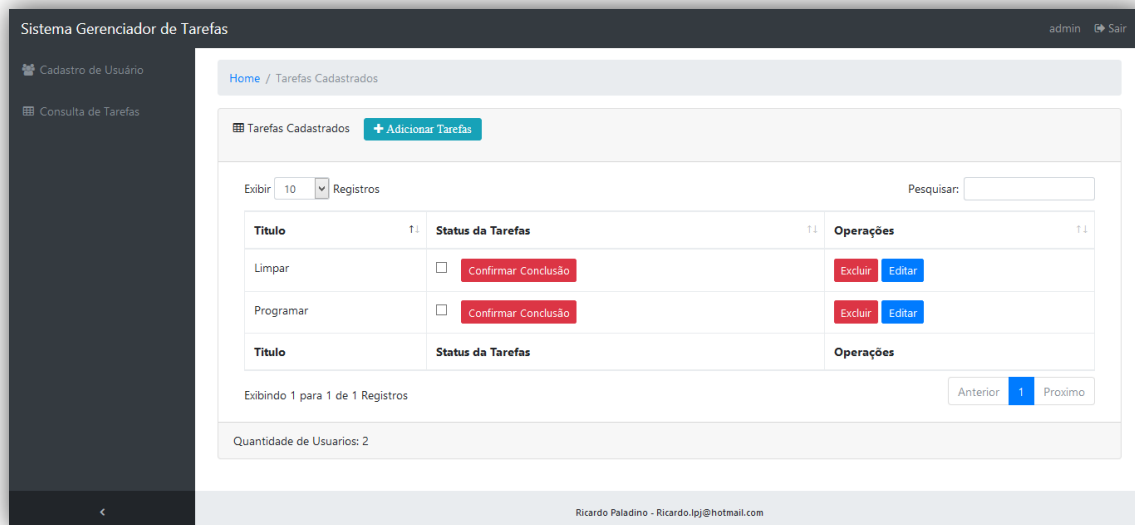 Sistema Gerenciador de Tarefas
admin Sair
Cadastro de Usuário
Consulta de Tarefas
Home / Tarefas Cadastrados
Tarefas Cadastrados + Adicionar Tarefas
Exibir 10 Registros Pesquisar:
Titulo Status da Tarefas Operações
Limpar Confirmar Conclusão Excluir Editar
Programar Confirmar Conclusão Excluir Editar
Titulo Status da Tarefas Operações
Exibindo 1 para 1 de 1 Registros
Anterior 1 Proximo
Quantidade de Usuarios: 2
Ricardo Paladino - Ricardo.lpj@hotmail.com